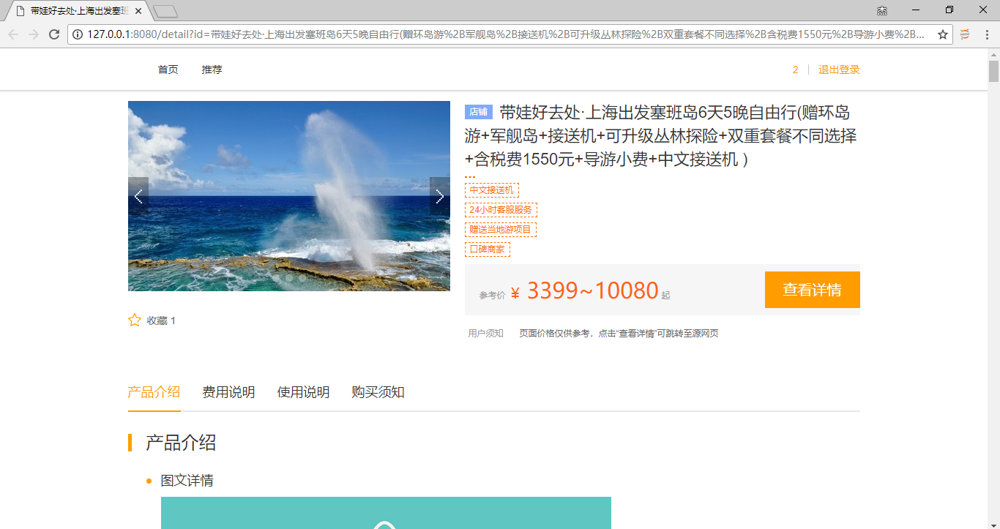 带娃好去处·上海出发塞班
杰
127.0.0.1:8080/detail?id=带娃好去处·上海出发塞班岛6天5晚自由行(赠环岛游%2B军舰岛%2B接送机%2B可升级丛林探险%2B双重套餐不同选择%2B含税费1550元%2B导游小费%2B...
首页 推荐 2 退出登录
店铺 带娃好去处·上海出发塞班岛6天5晚自由行(赠环岛
游+军舰岛+接送机+可升级丛林探险+双重套餐不同选择
+含税费1550元+导游小费+中文接送机 )
中文接送机
24小时客服服务
赠送当地游项目
口碑商家
参考价 ¥ 3399~10080 起 查看详情
收藏 1
用户须知 页面价格仅供参考，点击“查看详情”可跳转至源网页
产品介绍 费用说明 使用说明 购买须知
产品介绍
图文详情